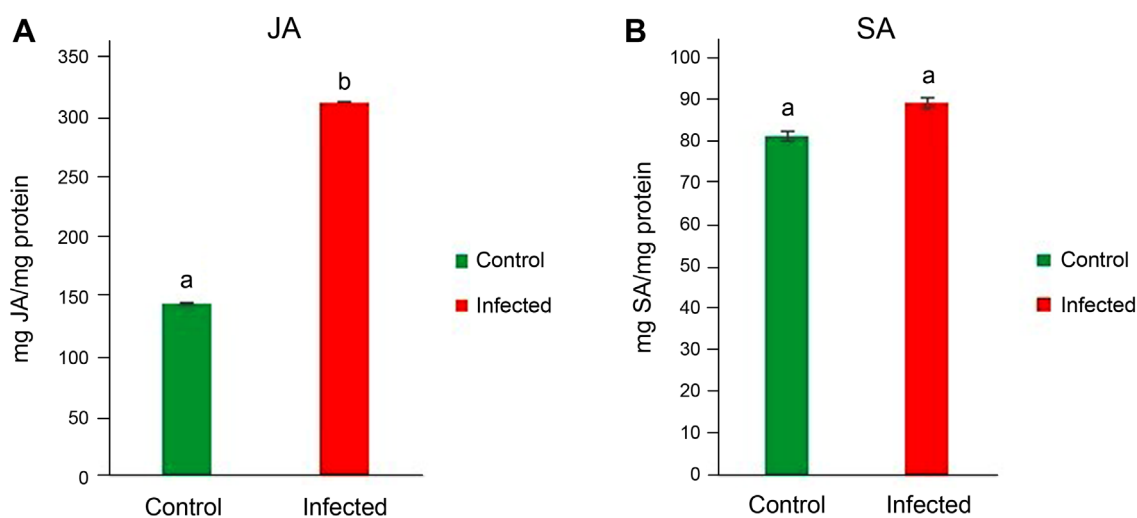 A
JA
mg JA/mg protein
350
300
250
200
150
100
50
0
a
b
Control
Infected
Control
Infected
B
SA
mg SA/mg protein
100
90
80
70
60
50
40
30
20
10
0
a
a
Control
Infected
Control
Infected